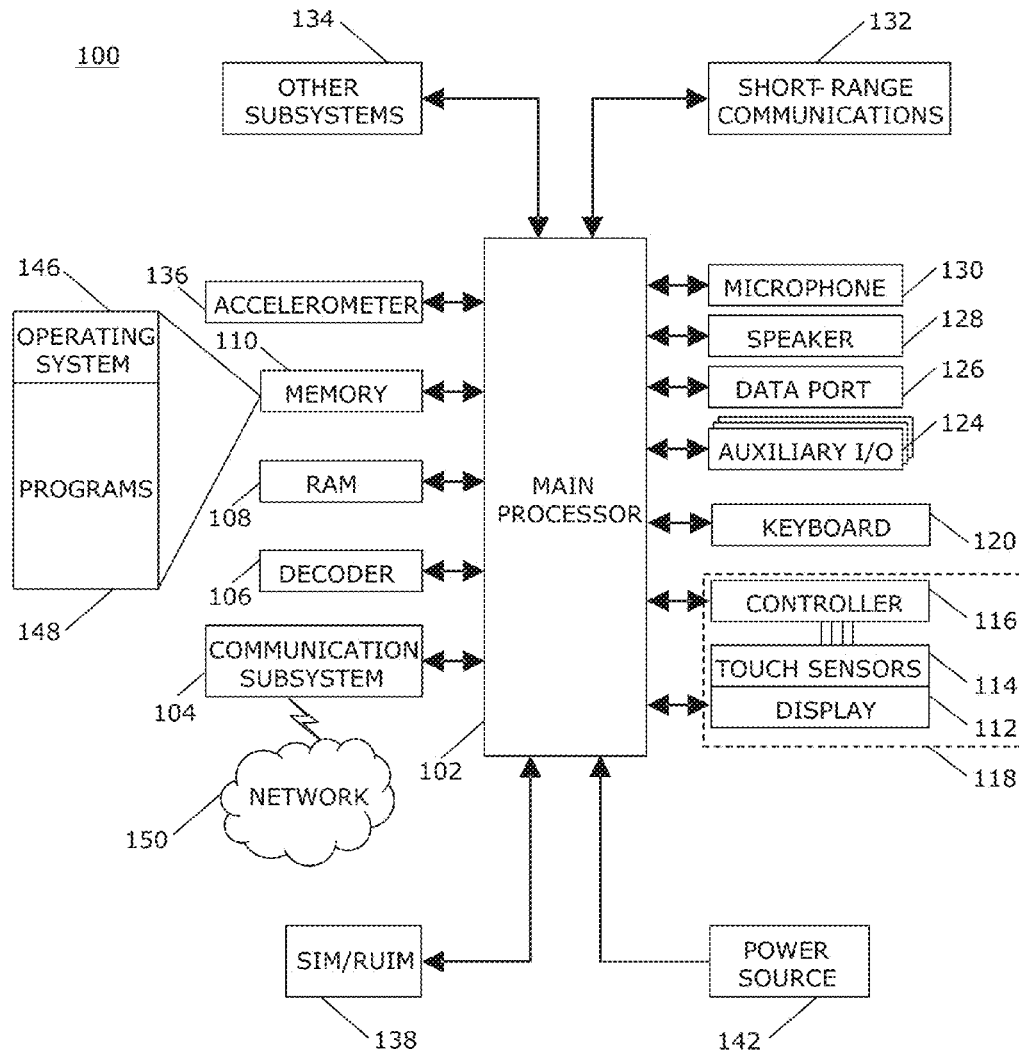 100
134
132
OTHER
SUBSYSTEMS
SHORT-RANGE
COMMUNICATIONS
146
136
ACCELEROMETER
110
OPERATING
SYSTEM
MEMORY
PROGRAMS
RAM
108
DECODER
106
148
COMMUNICATION
SUBSYSTEM
104
NETWORK
150
102
MAIN
PROCESSOR
MICROPHONE
130
SPEAKER
128
DATA PORT
126
AUXILIARY I/O
124
KEYBOARD
120
CONTROLLER
116
TOUCH SENSORS
114
DISPLAY
112
118
SIM/RUIM
138
POWER
SOURCE
142